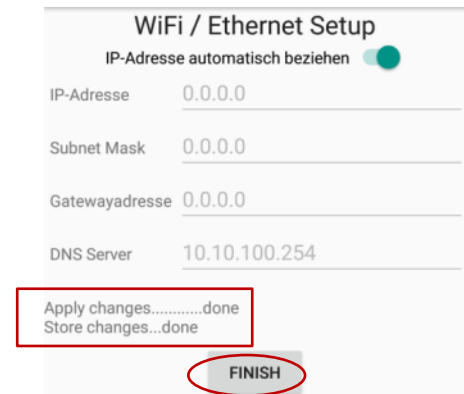 WiFi / Ethernet Setup
IP-Adresse automatisch beziehen
IP-Adresse 0.0.0.0
Subnet Mask 0.0.0.0
Gatewayadresse 0.0.0.0
DNS Server 10.10.100.254
Apply changes............done
Store changes...done
FINISH